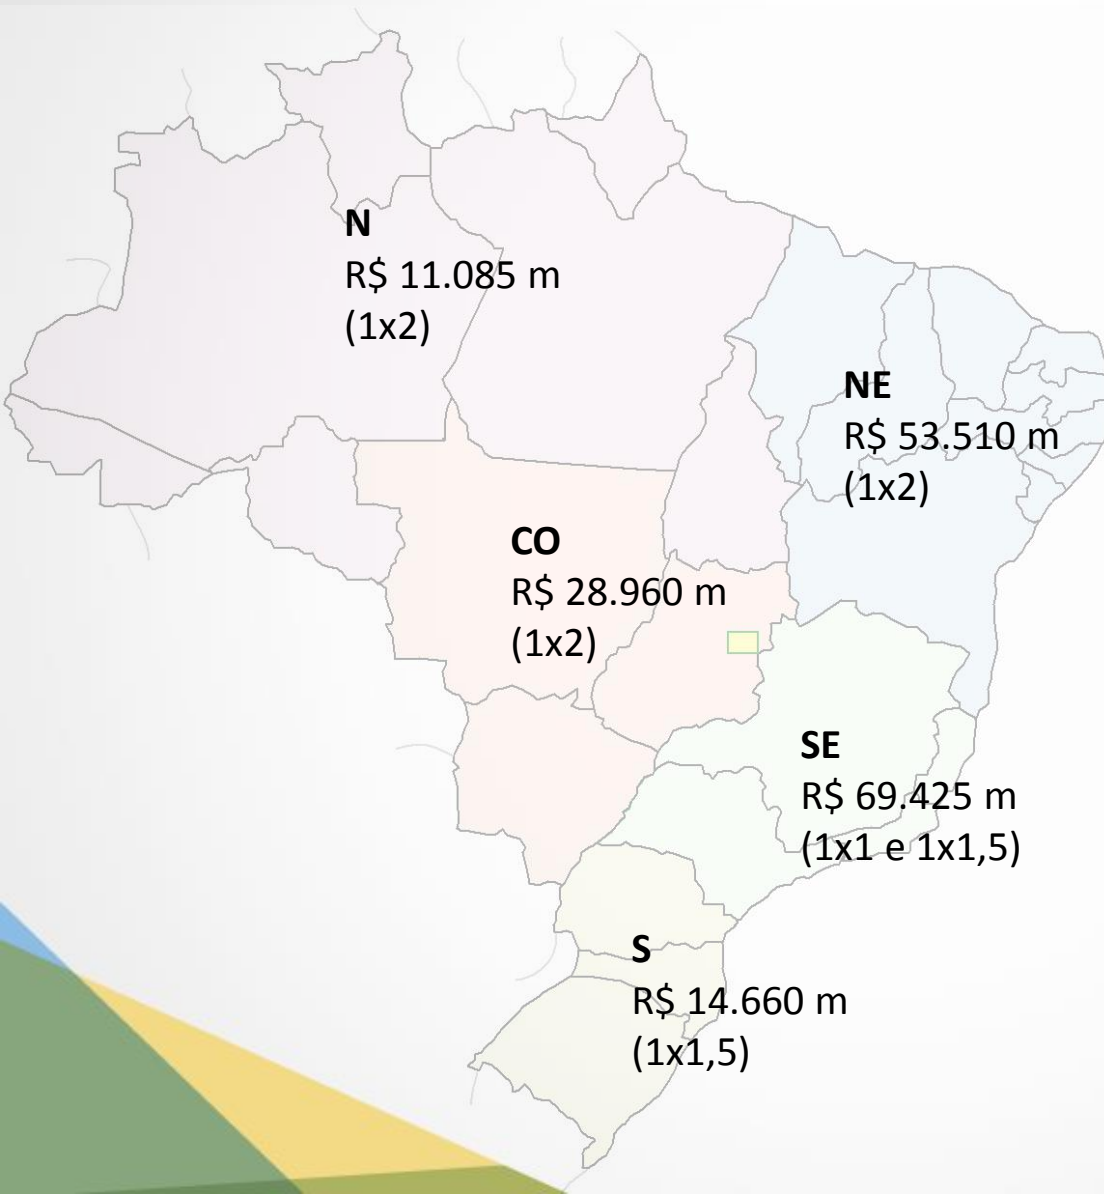 N
R$ 11.085 m
(1x2)
NE
R$ 53.510 m
(1x2)
CO
R$ 28.960 m
(1x2)
SE
R$ 69.425 m
(1x1 e 1x1,5)
S
R$ 14.660 m
(1x1,5)